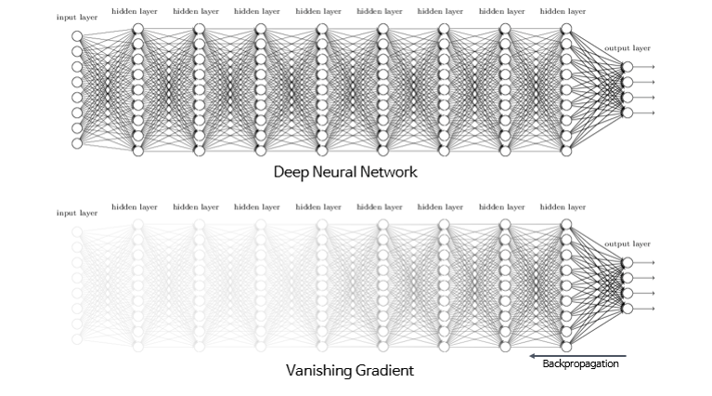 input layer
hidden layer hidden layer hidden layer hidden layer hidden layer hidden layer hidden layer hidden layer
output layer
Deep Neural Network
input layer
hidden layer hidden layer hidden layer hidden layer hidden layer hidden layer hidden layer hidden layer
output layer
Backpropagation
Vanishing Gradient